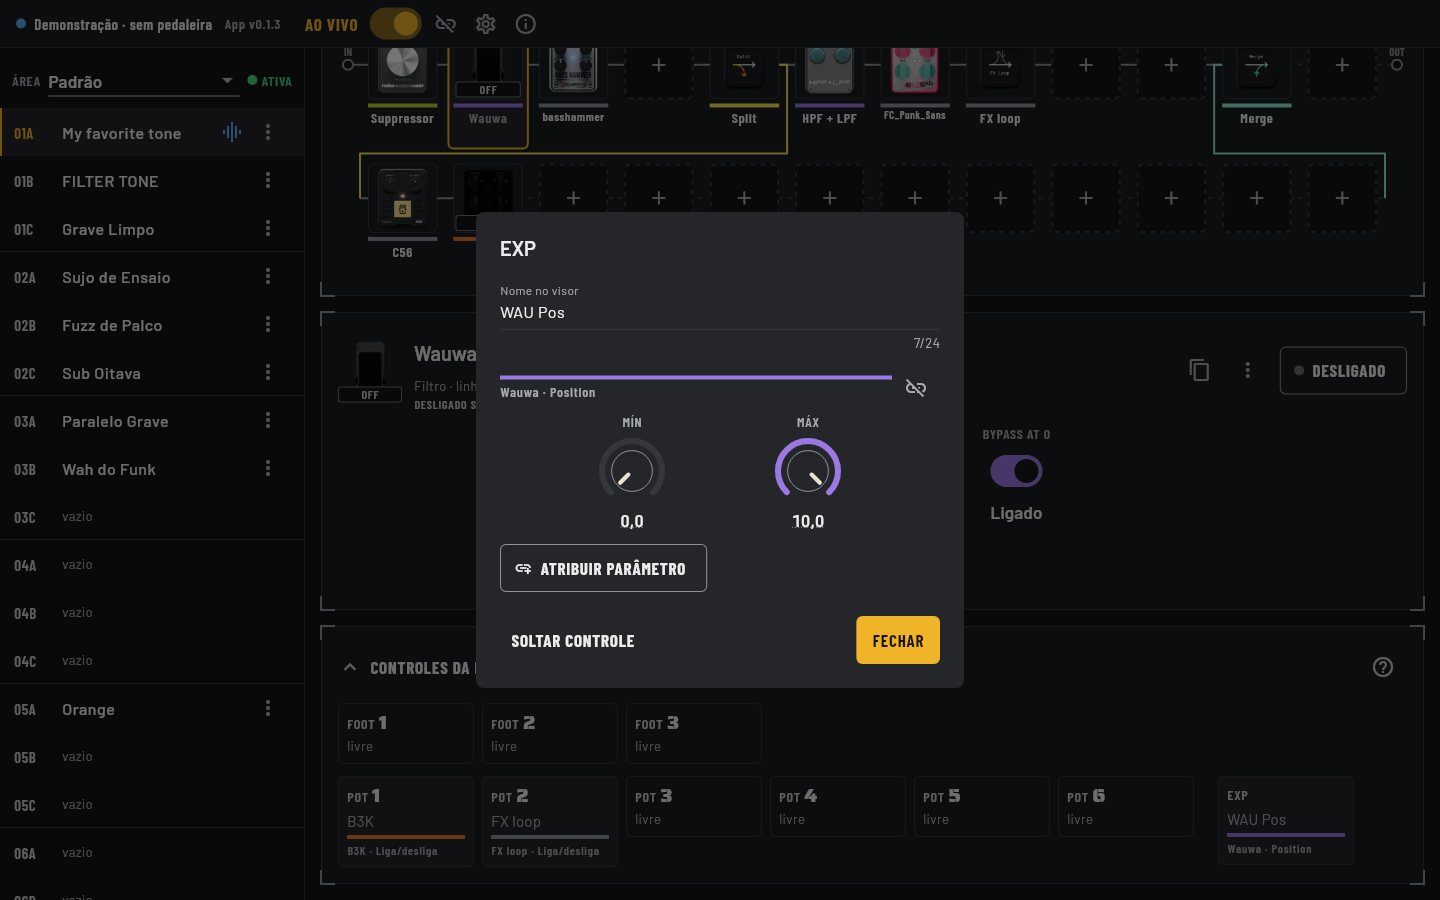 Demonstração · sem pedaleira
App v0.1.3
AO VIVO
ÁREA Padrão
ATIVA
01A My favorite tone
01B FILTER TONE
01C Grave Limpo
02A Sujo de Ensaio
02B Fuzz de Palco
02C Sub Oitava
03A Paralelo Grave
03B Wah do Funk
03C vazio
04A vazio
04B vazio
04C vazio
05A Orange
05B vazio
05C vazio
06A vazio
IN
OUT
OFF
Split
Merge
FX Loop
HPF+LPF
Suppressor
Wauwa
basshammer
Split
HPF + LPF
FC_Punk_Sans
FX loop
Merge
C56
OFF
Wauwa
Filtro · linh
DESLIGADO S
DESLIGADO
BYPASS AT 0
Ligado
EXP
Nome no visor
WAU Pos
7/24
Wauwa · Position
MÍN
MÁX
0,0
10,0
ATRIBUIR PARÂMETRO
SOLTAR CONTROLE
FECHAR
CONTROLES DA
FOOT 1
livre
FOOT 2
livre
FOOT 3
livre
POT 1
B3K
B3K · Liga/desliga
POT 2
FX loop
FX loop · Liga/desliga
POT 3
livre
POT 4
livre
POT 5
livre
POT 6
livre
EXP
WAU Pos
Wauwa · Position